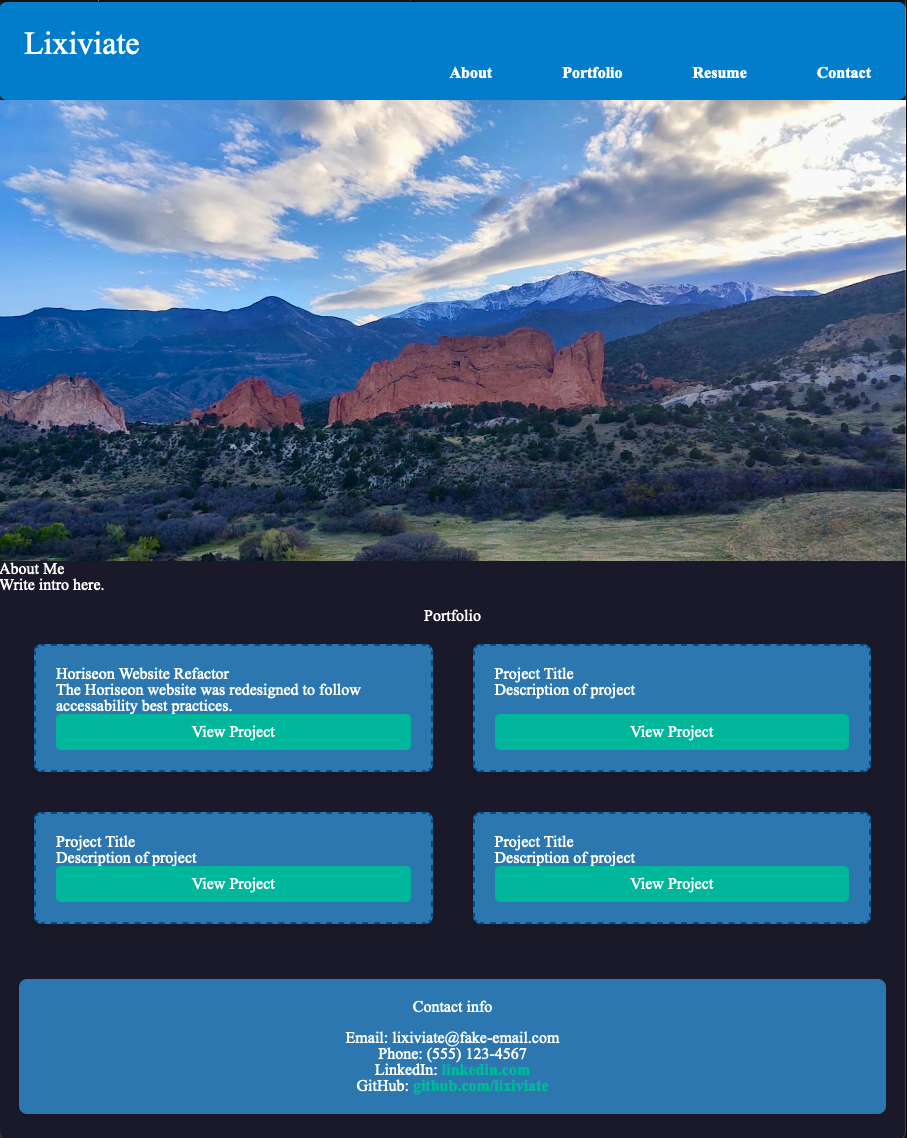 Lixiviate
About Portfolio Resume Contact
About Me
Write intro here.
Portfolio
Horiseon Website Refactor
The Horiseon website was redesigned to follow
accessability best practices.
View Project
Project Title
Description of project
View Project
Project Title
Description of project
View Project
Project Title
Description of project
View Project
Contact info
Email: lixiviate@fake-email.com
Phone: (555) 123-4567
LinkedIn: linkedin.com
GitHub: github.com/lixiviate